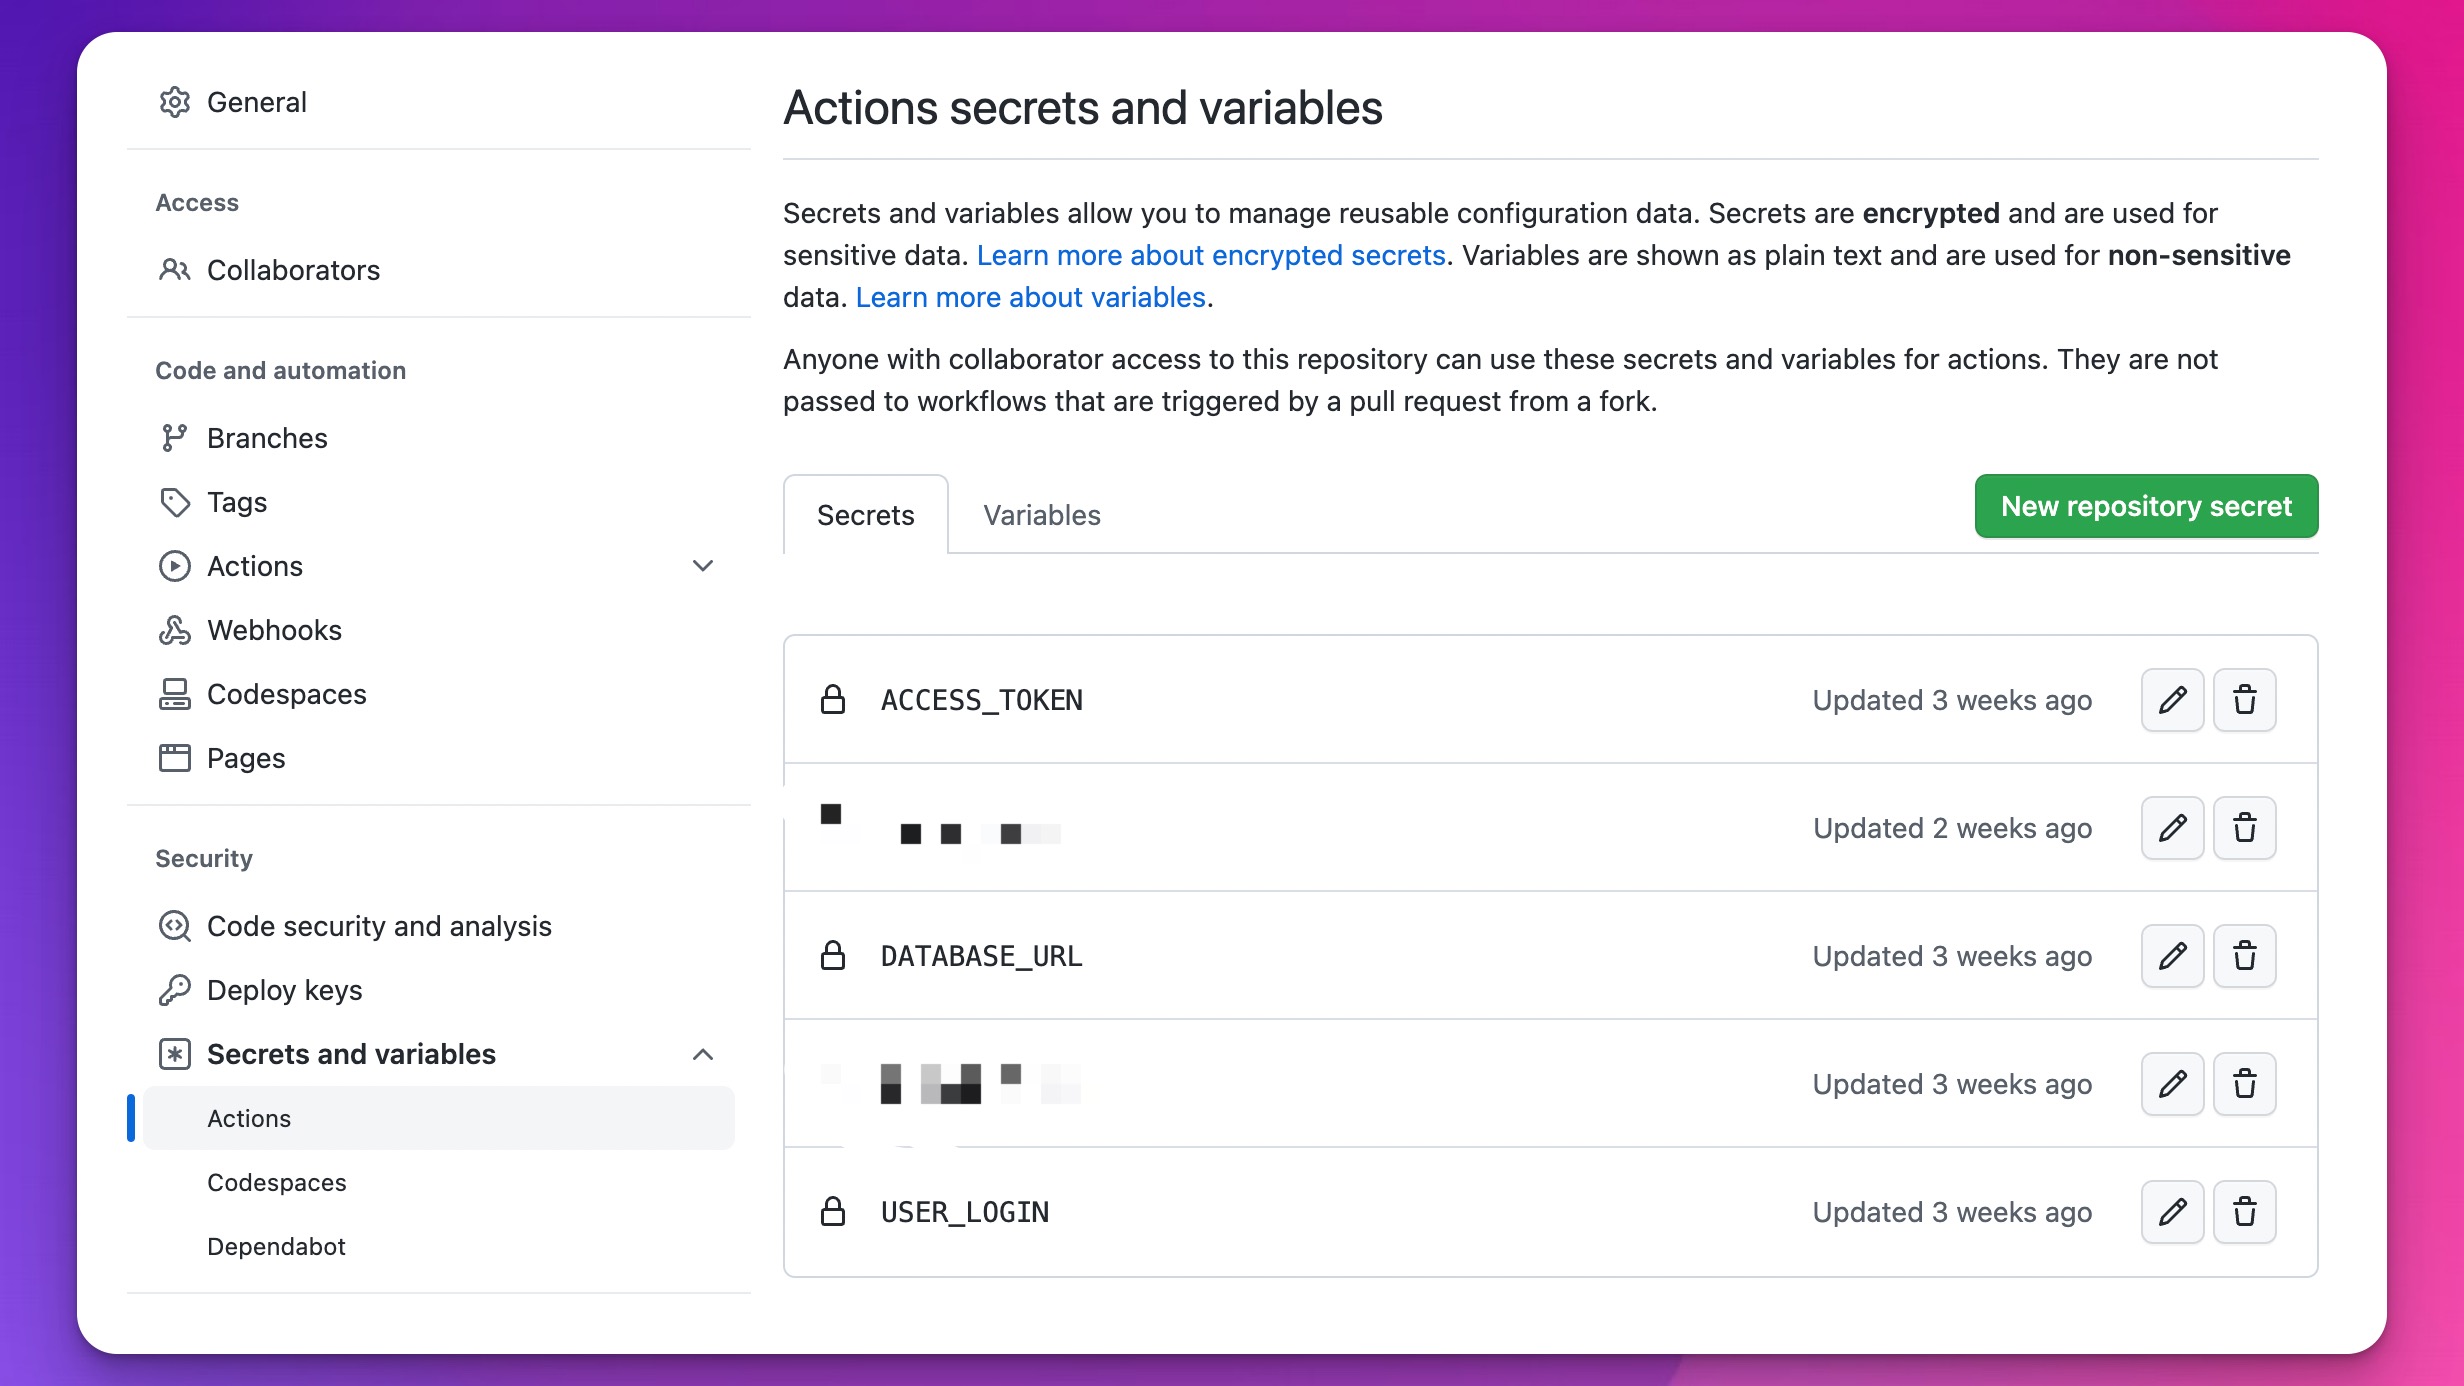 General
Access
Collaborators
Code and automation
Branches
Tags
Actions
Webhooks
Codespaces
Pages
Security
Code security and analysis
Deploy keys
Secrets and variables
Actions
Codespaces
Dependabot
Actions secrets and variables
Secrets and variables allow you to manage reusable configuration data. Secrets are encrypted and are used for
sensitive data. Learn more about encrypted secrets. Variables are shown as plain text and are used for non-sensitive
data. Learn more about variables.
Anyone with collaborator access to this repository can use these secrets and variables for actions. They are not
passed to workflows that are triggered by a pull request from a fork.
Secrets Variables New repository secret
ACCESS_TOKEN Updated 3 weeks ago
Updated 2 weeks ago
DATABASE_URL Updated 3 weeks ago
Updated 3 weeks ago
USER_LOGIN Updated 3 weeks ago